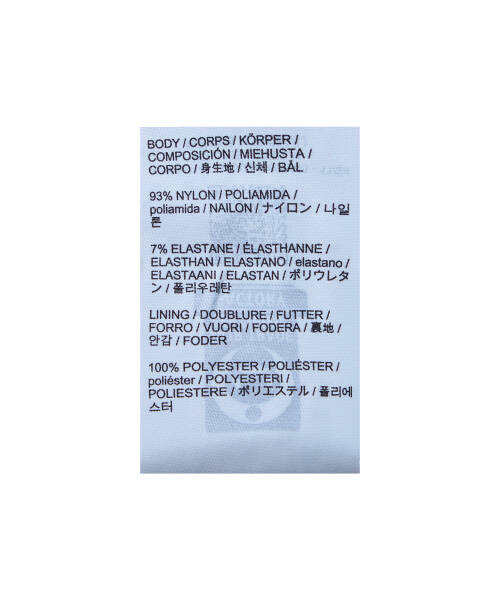 BODY / CORPS / KÖRPER /
COMPOSICIÓN / MIEHUSTA /
CORPO / 身生地 / 신체 / BÅL
93% NYLON / POLIAMIDA /
poliamida / NAILON / ナイロン / 나일
론
7% ELASTANE / ÉLASTHANNE /
ELASTHAN / ELASTANO / elastano /
ELASTAANI / ELASTAN / ポリウレタ
ン / 폴리우레탄
LINING / DOUBLURE / FUTTER /
FORRO / VUORI / FODERA / 裏地 /
안감 / FODER
100% POLYESTER / POLIÉSTER /
poliéster / POLYESTERI /
POLIESTERE / ポリエステル / 폴리에
스터